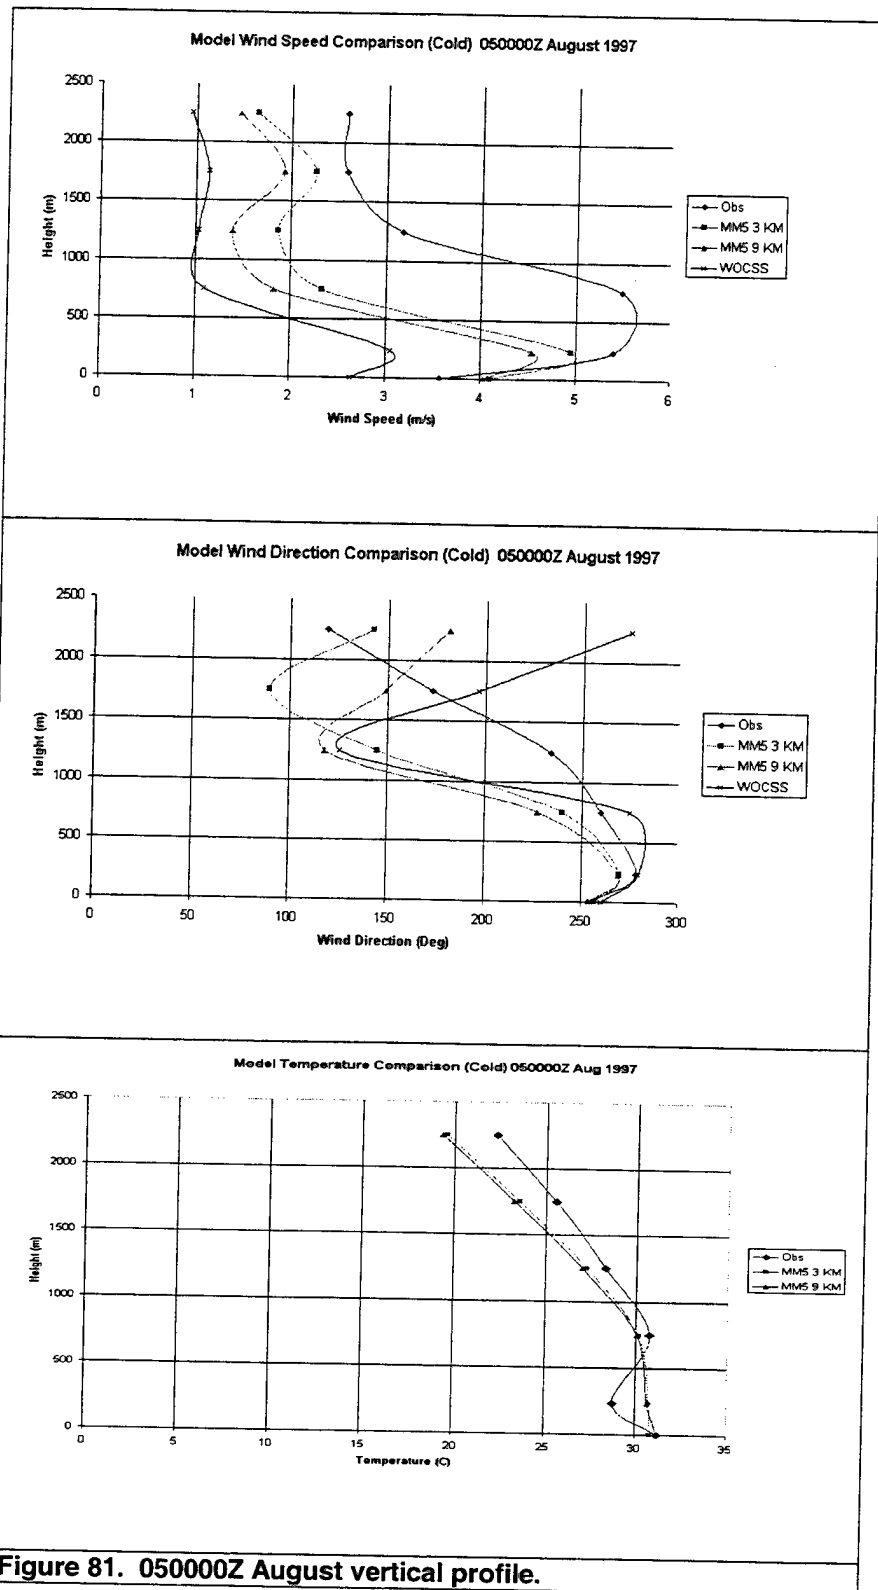 Model Wind Speed Comparison (Cold) 050000Z August 1997
2500
2000
1500
1000
500
0
Height (m)
0 1 2 3 4 5 6
Wind Speed (m/s)
Obs
MM5 3 KM
MM5 9 KM
WOCSS
Model Wind Direction Comparison (Cold) 050000Z August 1997
2500
2000
1500
1000
500
0
Height (m)
0 50 100 150 200 250 300
Wind Direction (Deg)
Obs
MM5 3 KM
MM5 9 KM
WOCSS
Model Temperature Comparison (Cold) 050000Z Aug 1997
2500
2000
1500
1000
500
0
Height (m)
0 5 10 15 20 25 30 35
Temperature (C)
Obs
MM5 3 KM
MM5 9 KM
Figure 81. 050000Z August vertical profile.